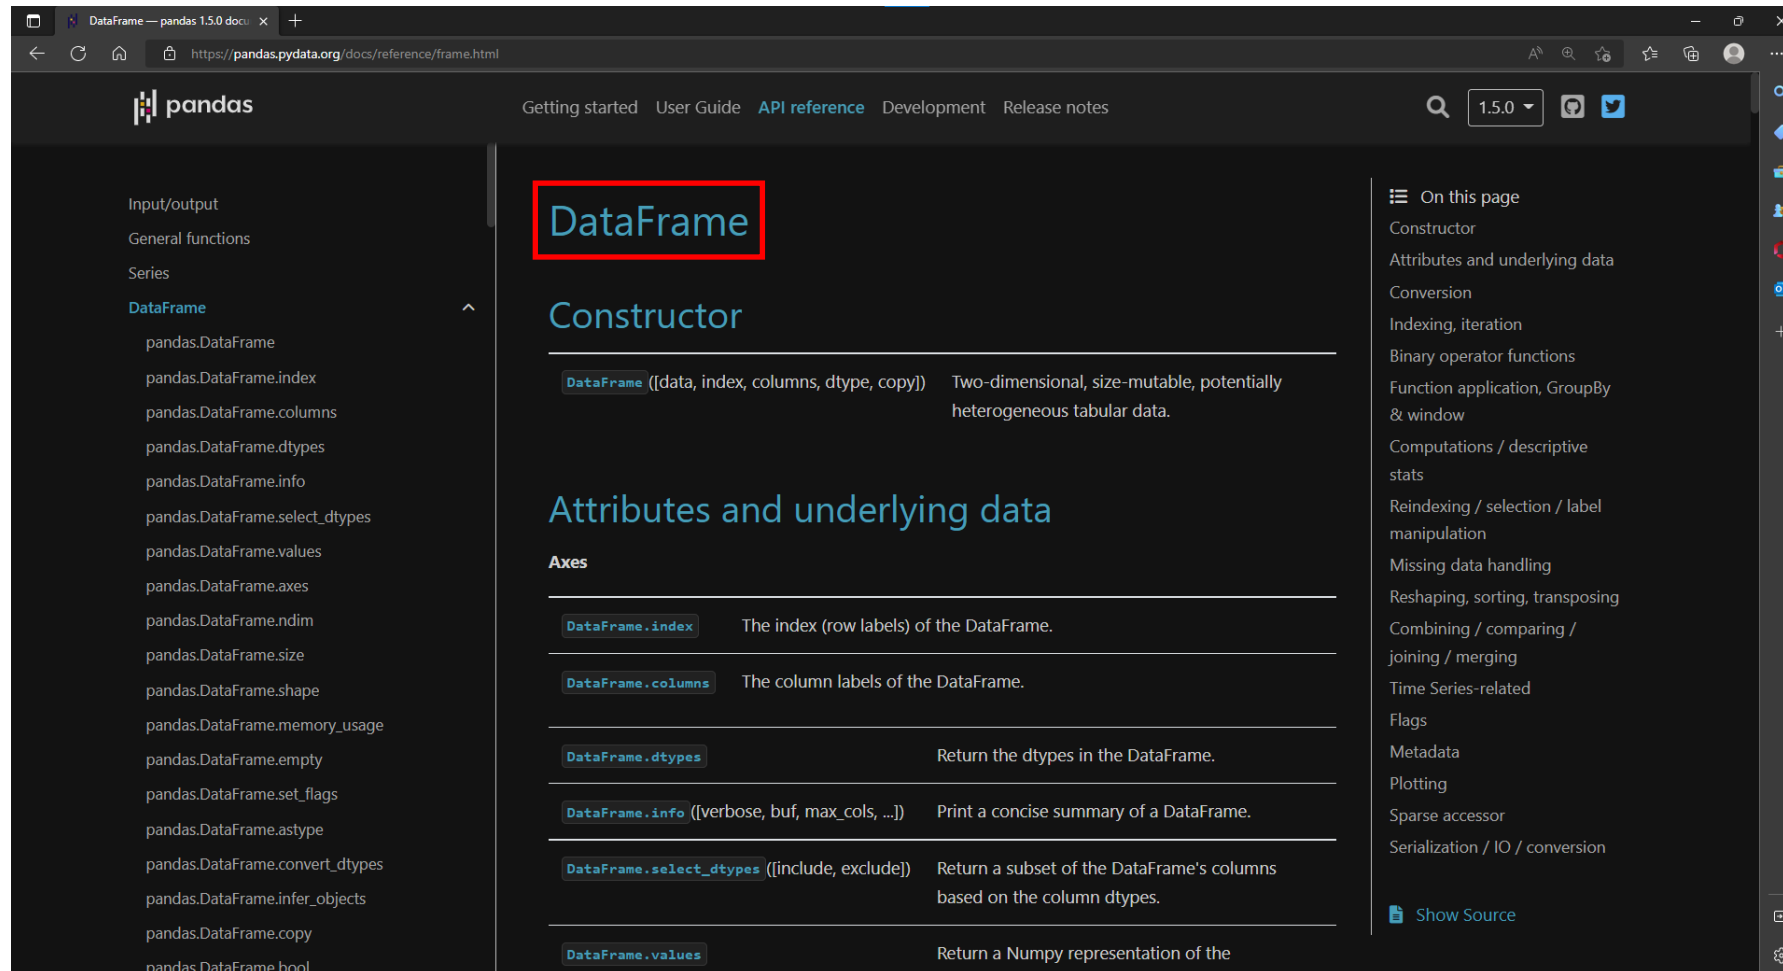 DataFrame — pandas 1.5.0 docu
https://pandas.pydata.org/docs/reference/frame.html
pandas
Getting started User Guide API reference Development Release notes
1.5.0
Input/output
General functions
Series
DataFrame
pandas.DataFrame
pandas.DataFrame.index
pandas.DataFrame.columns
pandas.DataFrame.dtypes
pandas.DataFrame.info
pandas.DataFrame.select_dtypes
pandas.DataFrame.values
pandas.DataFrame.axes
pandas.DataFrame.ndim
pandas.DataFrame.size
pandas.DataFrame.shape
pandas.DataFrame.memory_usage
pandas.DataFrame.empty
pandas.DataFrame.set_flags
pandas.DataFrame.astype
pandas.DataFrame.convert_dtypes
pandas.DataFrame.infer_objects
pandas.DataFrame.copy
pandas.DataFrame.bool
DataFrame
Constructor
DataFrame([data, index, columns, dtype, copy]) Two-dimensional, size-mutable, potentially
heterogeneous tabular data.
Attributes and underlying data
Axes
DataFrame.index The index (row labels) of the DataFrame.
DataFrame.columns The column labels of the DataFrame.
DataFrame.dtypes Return the dtypes in the DataFrame.
DataFrame.info([verbose, buf, max_cols, ...]) Print a concise summary of a DataFrame.
DataFrame.select_dtypes([include, exclude]) Return a subset of the DataFrame's columns
based on the column dtypes.
DataFrame.values Return a Numpy representation of the
On this page
Constructor
Attributes and underlying data
Conversion
Indexing, iteration
Binary operator functions
Function application, GroupBy
& window
Computations / descriptive
stats
Reindexing / selection / label
manipulation
Missing data handling
Reshaping, sorting, transposing
Combining / comparing /
joining / merging
Time Series-related
Flags
Metadata
Plotting
Sparse accessor
Serialization / IO / conversion
Show Source